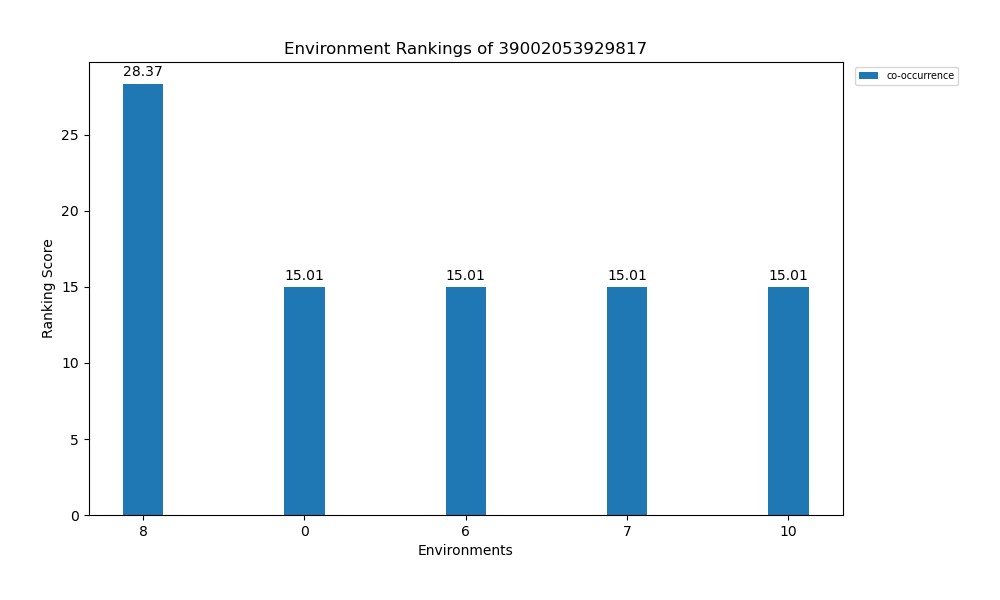 Environment Rankings of 39002053929817
co-occurrence
28.37
15.01
15.01
15.01
15.01
25
20
15
10
5
0
Ranking Score
8 0 6 7 10
Environments